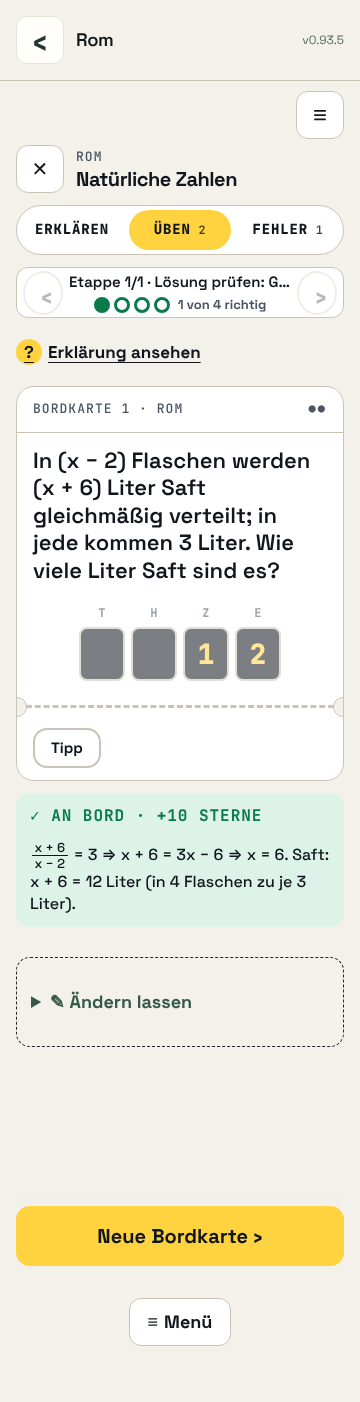 < Rom v0.93.5
≡
✕ ROM
Natürliche Zahlen
ERKLÄREN ÜBEN 2 FEHLER 1
< Etappe 1/1 · Lösung prüfen: G... >
1 von 4 richtig
? Erklärung ansehen
BORDKARTE 1 · ROM ●●
In (x − 2) Flaschen werden
(x + 6) Liter Saft
gleichmäßig verteilt; in
jede kommen 3 Liter. Wie
viele Liter Saft sind es?
T H Z E
1 2
Tipp
✓ AN BORD · +10 STERNE
x + 6
x − 2
= 3 ⇒ x + 6 = 3x − 6 ⇒ x = 6. Saft:
x + 6 = 12 Liter (in 4 Flaschen zu je 3
Liter).
▶ ✎ Ändern lassen
Neue Bordkarte >
≡ Menü